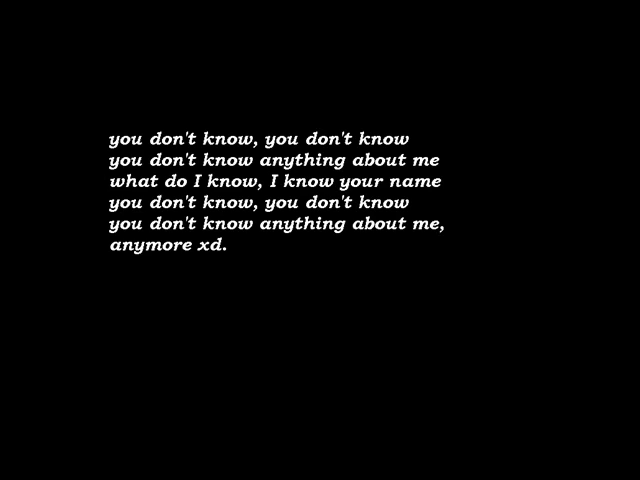 you don't know, you don't know
you don't know anything about me
what do I know, I know your name
you don't know, you don't know
you don't know anything about me,
anymore xd.